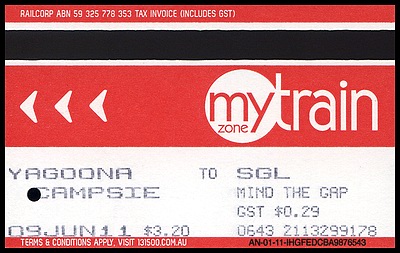 RAILCORP ABN 59 325 778 353 TAX INVOICE (INCLUDES GST)
mytrain
zone
YAGOONA TO SGL
CAMPSIE MIND THE GAP
GST $0.29
09JUN11 $3.20 0643 2113299178
TERMS & CONDITIONS APPLY, VISIT 131500.COM.AU AN-01-11-IHGFEDCBA9876543